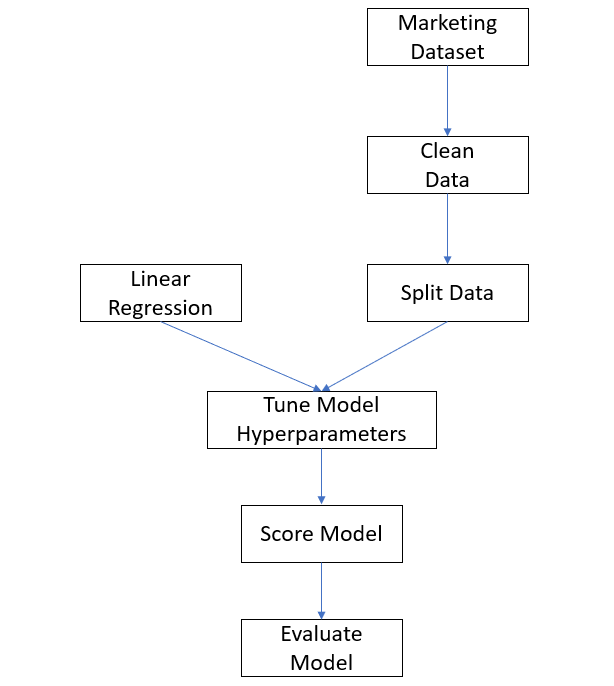 Marketing
Dataset
Clean
Data
Linear
Regression
Split Data
Tune Model
Hyperparameters
Score Model
Evaluate
Model